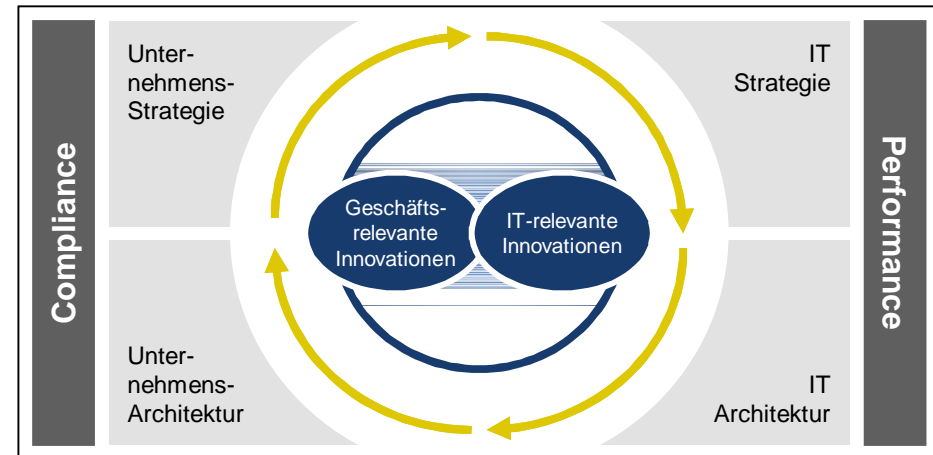 Compliance
Unter-
nehmens-
Strategie
IT
Strategie
Geschäfts-
relevante
Innovationen
IT-relevante
Innovationen
Unter-
nehmens-
Architektur
IT
Architektur
Performance